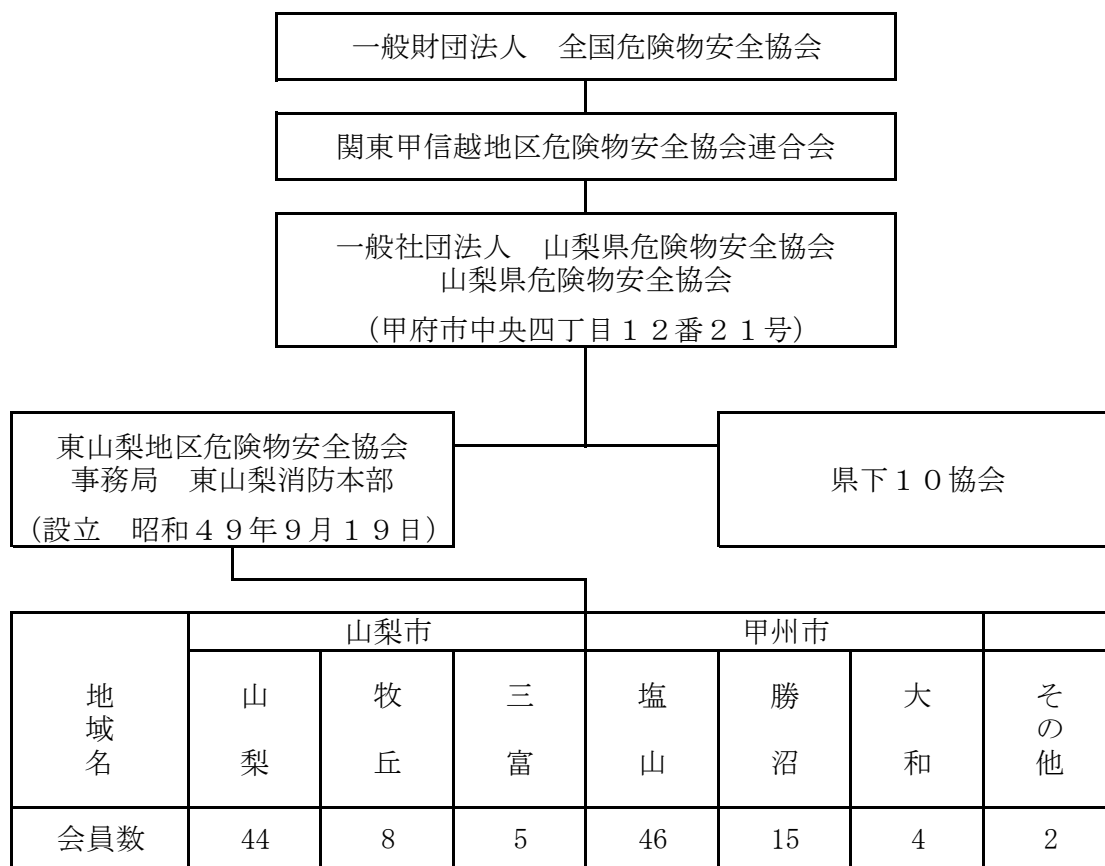 一般財団法人　全国危険物安全協会
関東甲信越地区危険物安全協会連合会
一般社団法人　山梨県危険物安全協会
山梨県危険物安全協会
（甲府市中央四丁目１２番２１号）
東山梨地区危険物安全協会
事務局　東山梨消防本部
（設立　昭和４９年９月１９日）
県下１０協会
地域名
山梨市
甲州市
山梨
牧丘
三富
塩山
勝沼
大和
その他
会員数 44 8 5 46 15 4 2